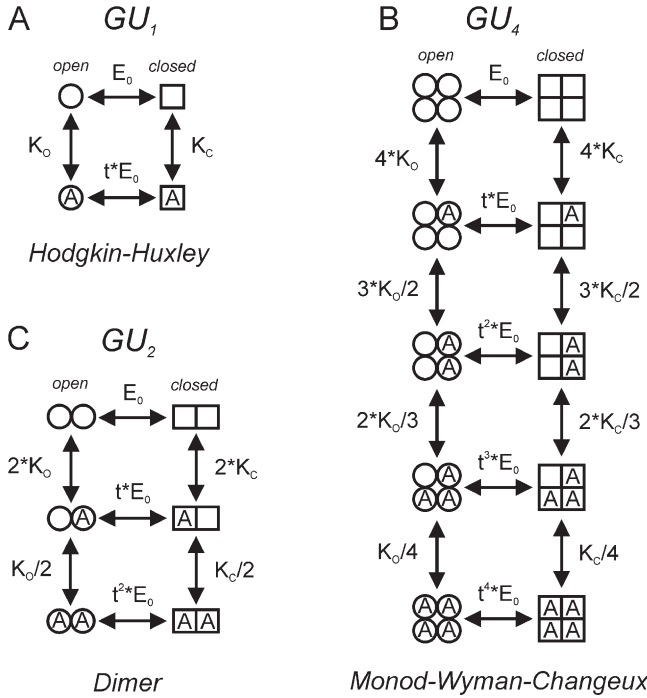 A GU1
open E0 closed
KO KC
A t*E0 A
Hodgkin-Huxley
B GU4
open E0 closed
4*KO 4*KC
A t*E0 A
3*KO/2 3*KC/2
A t²*E0 A
A A
2*KO/3 2*KC/3
A t³*E0 A
A A A A
KO/4 KC/4
A A t⁴*E0 A A
A A A A
Monod-Wyman-Changeux
C GU2
open E0 closed
2*KO 2*KC
A t*E0 A
KO/2 KC/2
A A t²*E0 A A
Dimer